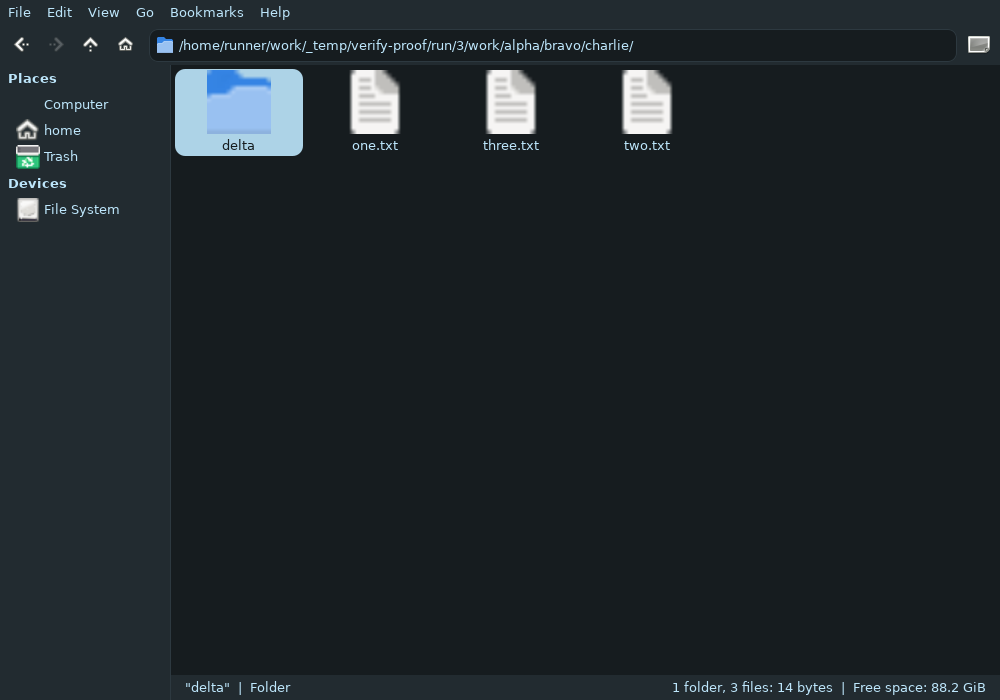 File Edit View Go Bookmarks Help
/home/runner/work/_temp/verify-proof/run/3/work/alpha/bravo/charlie/
Places
Computer
home
Trash
Devices
File System
delta one.txt three.txt two.txt
"delta" | Folder 1 folder, 3 files: 14 bytes | Free space: 88.2 GiB